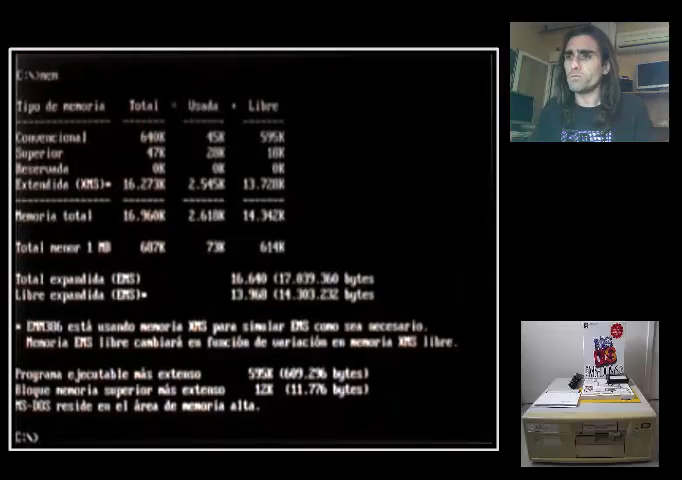 C:\>mem
Tipo de memoria Total - Usada + Libre
Convencional 640K 45K 595K
Superior 47K 28K 18K
Reservada 0K 0K 0K
Extendida (XMS)* 16.273K 2.545K 13.728K
Memoria total 16.960K 2.618K 14.342K
Total menor 1 MB 687K 73K 614K
Total expandida (EMS) 16.640 (17.039.360 bytes
Libre expandida (EMS)* 13.968 (14.303.232 bytes
* EMM386 está usando memoria XMS para simular EMS como sea necesario.
Memoria EMS libre cambiará en función de variación en memoria XMS libre.
Programa ejecutable más extenso 595K (609.296 bytes)
Bloque memoria superior más extenso 12K (11.776 bytes)
MS-DOS reside en el área de memoria alta.
C:\>
MS
DOS